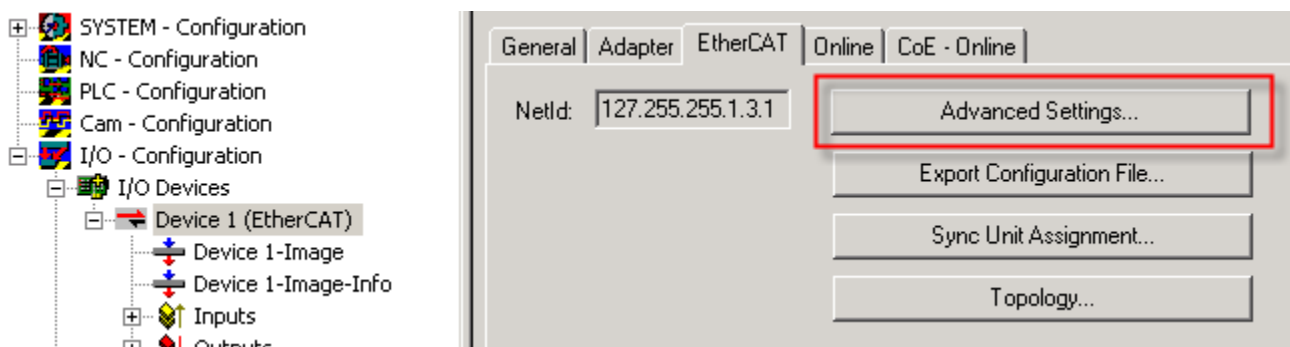 SYSTEM - Configuration
NC - Configuration
PLC - Configuration
Cam - Configuration
I/O - Configuration
I/O Devices
Device 1 (EtherCAT)
Device 1-Image
Device 1-Image-Info
Inputs
Outputs
General Adapter EtherCAT Online CoE - Online
NetId: 127.255.255.1.3.1 Advanced Settings...
Export Configuration File...
Sync Unit Assignment...
Topology...